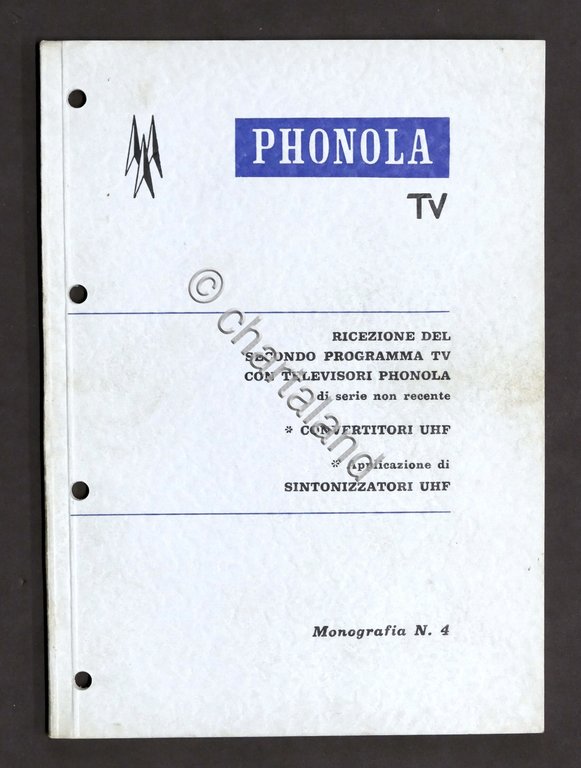 PHONOLA
TV
RICEZIONE DEL
SECONDO PROGRAMMA TV
CON TELEVISORI PHONOLA
di serie non recente
* CONVERTITORI UHF
* Applicazione di
SINTONIZZATORI UHF
Monografia N. 4
© chartaland